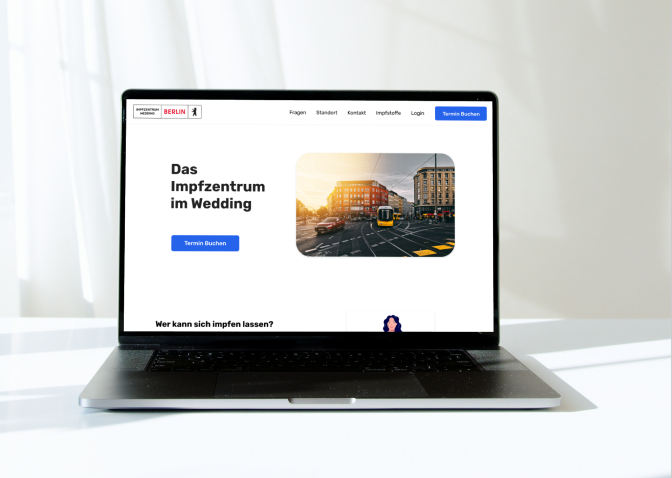 IMPFZENTRUM
WEDDING
BERLIN
Fragen Standort Kontakt Impfstoffe Login Termin Buchen
Das
Impfzentrum
im Wedding
Termin Buchen
Wer kann sich impfen lassen?